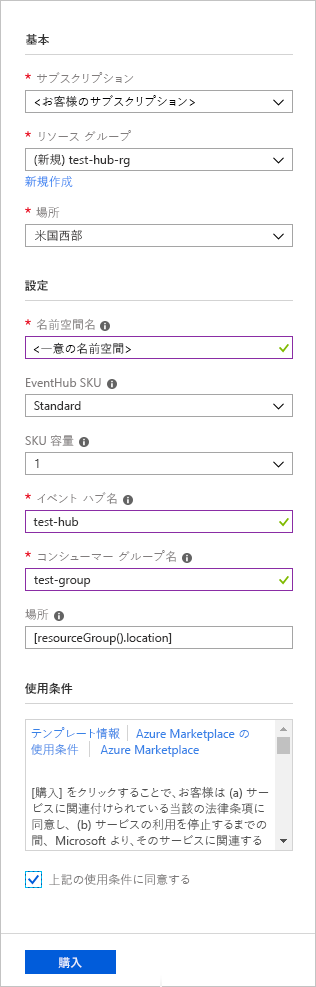 基本
* サブスクリプション
<お客様のサブスクリプション>
* リソース グループ
(新規) test-hub-rg
新規作成
* 場所
米国西部
設定
* 名前空間名
<一意の名前空間>
EventHub SKU
Standard
SKU 容量
1
* イベント ハブ名
test-hub
* コンシューマー グループ名
test-group
場所
[resourceGroup().location]
使用条件
テンプレート情報 | Azure Marketplace の
使用条件 | Azure Marketplace
[購入] をクリックすることで、お客様は (a) サ
ービスに関連付けられている当該の法律条項に
同意し、(b) サービスの利用を停止するまでの
間、Microsoft より、そのサービスに関連する
上記の使用条件に同意する
購入